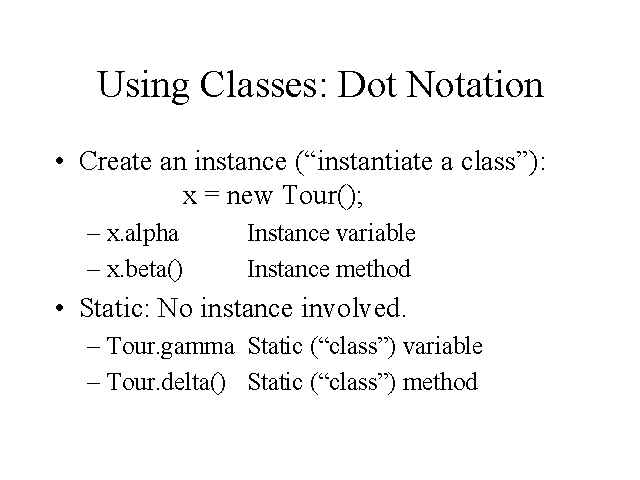 Using Classes: Dot Notation
• Create an instance (“instantiate a class”):
x = new Tour();
– x.alpha Instance variable
– x.beta() Instance method
• Static: No instance involved.
– Tour.gamma Static (“class”) variable
– Tour.delta() Static (“class”) method